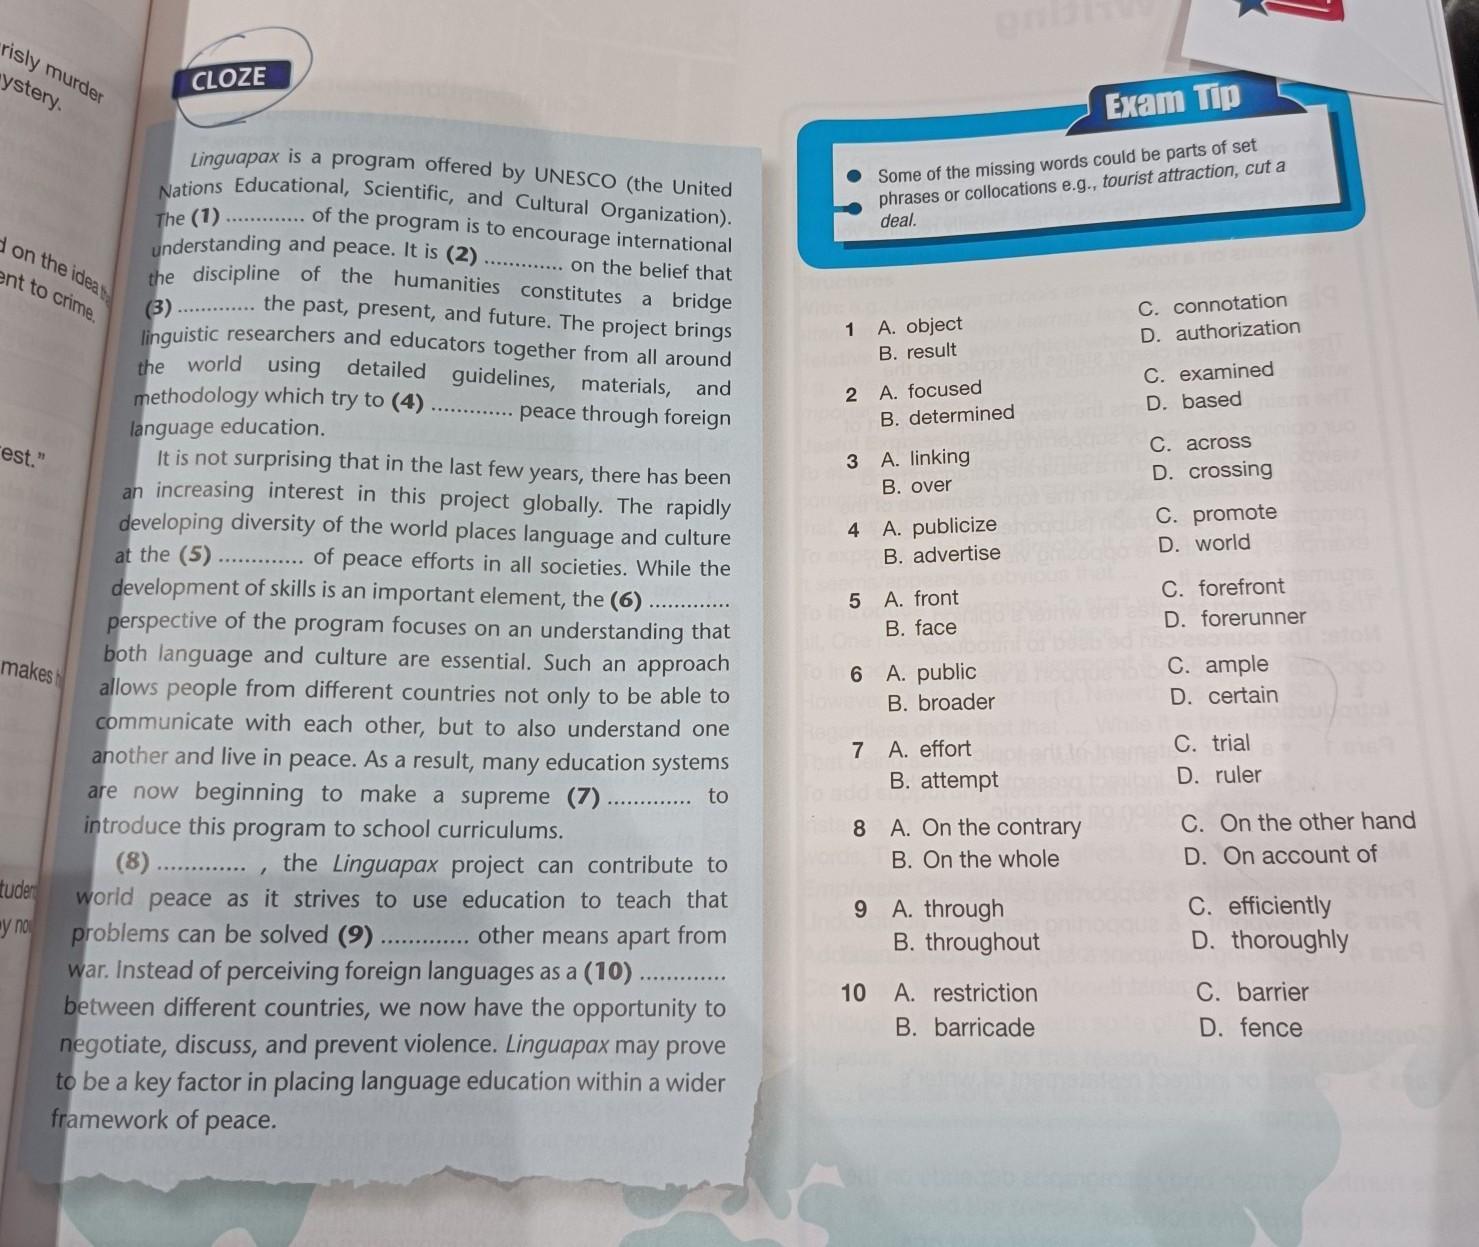 risly murder
ystery.
on the idea
ent to crime.
est."
makes
y no
CLOZE
Linguapax is a program offered by UNESCO (the United
Nations Educational, Scientific, and Cultural Organization).
The (1) ............. of the program is to encourage international
understanding and peace. It is (2) ............. on the belief that
the discipline of the humanities constitutes a bridge
(3) ............. the past, present, and future. The project brings
linguistic researchers and educators together from all around
the world using detailed guidelines, materials, and
methodology which try to (4) ............. peace through foreign
language education.
It is not surprising that in the last few years, there has been
an increasing interest in this project globally. The rapidly
developing diversity of the world places language and culture
at the (5) ............. of peace efforts in all societies. While the
development of skills is an important element, the (6) .............
perspective of the program focuses on an understanding that
both language and culture are essential. Such an approach
allows people from different countries not only to be able to
communicate with each other, but to also understand one
another and live in peace. As a result, many education systems
are now beginning to make a supreme (7) ............. to
introduce this program to school curriculums.
(8) ............. , the Linguapax project can contribute to
world peace as it strives to use education to teach that
problems can be solved (9) ............. other means apart from
war. Instead of perceiving foreign languages as a (10) .............
between different countries, we now have the opportunity to
negotiate, discuss, and prevent violence. Linguapax may prove
to be a key factor in placing language education within a wider
framework of peace.
Exam Tip
• Some of the missing words could be parts of set
phrases or collocations e.g., tourist attraction, cut a
deal.
1 A. object C. connotation
B. result D. authorization
2 A. focused C. examined
B. determined D. based
3 A. linking C. across
B. over D. crossing
4 A. publicize C. promote
B. advertise D. world
5 A. front C. forefront
B. face D. forerunner
6 A. public C. ample
B. broader D. certain
7 A. effort C. trial
B. attempt D. ruler
8 A. On the contrary C. On the other hand
B. On the whole D. On account of
9 A. through C. efficiently
B. throughout D. thoroughly
10 A. restriction C. barrier
B. barricade D. fence